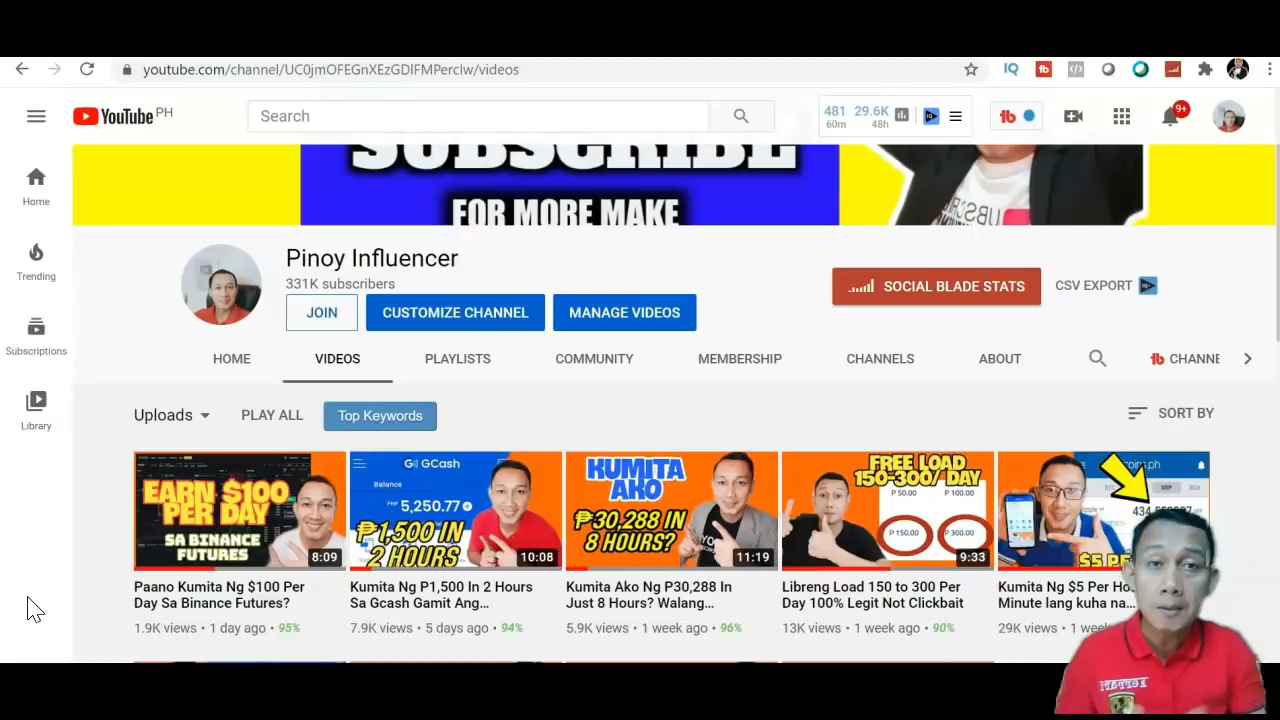 youtube.com/channel/UC0jmOFEGnXEzGDIFMPercIw/videos
YouTube PH
Search
481 29.6K
60m 48h
9+
Home
Trending
Subscriptions
Library
SUBSCRIBE
FOR MORE MAKE
Pinoy Influencer
331K subscribers
JOIN
CUSTOMIZE CHANNEL
MANAGE VIDEOS
SOCIAL BLADE STATS
CSV EXPORT
HOME
VIDEOS
PLAYLISTS
COMMUNITY
MEMBERSHIP
CHANNELS
ABOUT
CHANNE
Uploads
PLAY ALL
Top Keywords
SORT BY
EARN $100
PER DAY
SA BINANCE
FUTURES?
8:09
Paano Kumita Ng $100 Per
Day Sa Binance Futures?
1.9K views • 1 day ago • 95%
GCash
Balance
PHP 5,250.77
₱1,500 IN
2 HOURS
10:08
Kumita Ng P1,500 In 2 Hours
Sa Gcash Gamit Ang...
7.9K views • 5 days ago • 94%
KUMITA
AKO
₱30,288 IN
8 HOURS?
11:19
Kumita Ako Ng P30,288 In
Just 8 Hours? Walang...
5.9K views • 1 week ago • 96%
FREE LOAD
150-300/ DAY
P 50.00
P 100.00
P 150.00
P 300.00
9:33
Libreng Load 150 to 300 Per
Day 100% Legit Not Clickbait
13K views • 1 week ago • 90%
XRP
BCH
Kumita Ng $5 Per Ho
Minute lang kuha na...
29K views • 1 wee